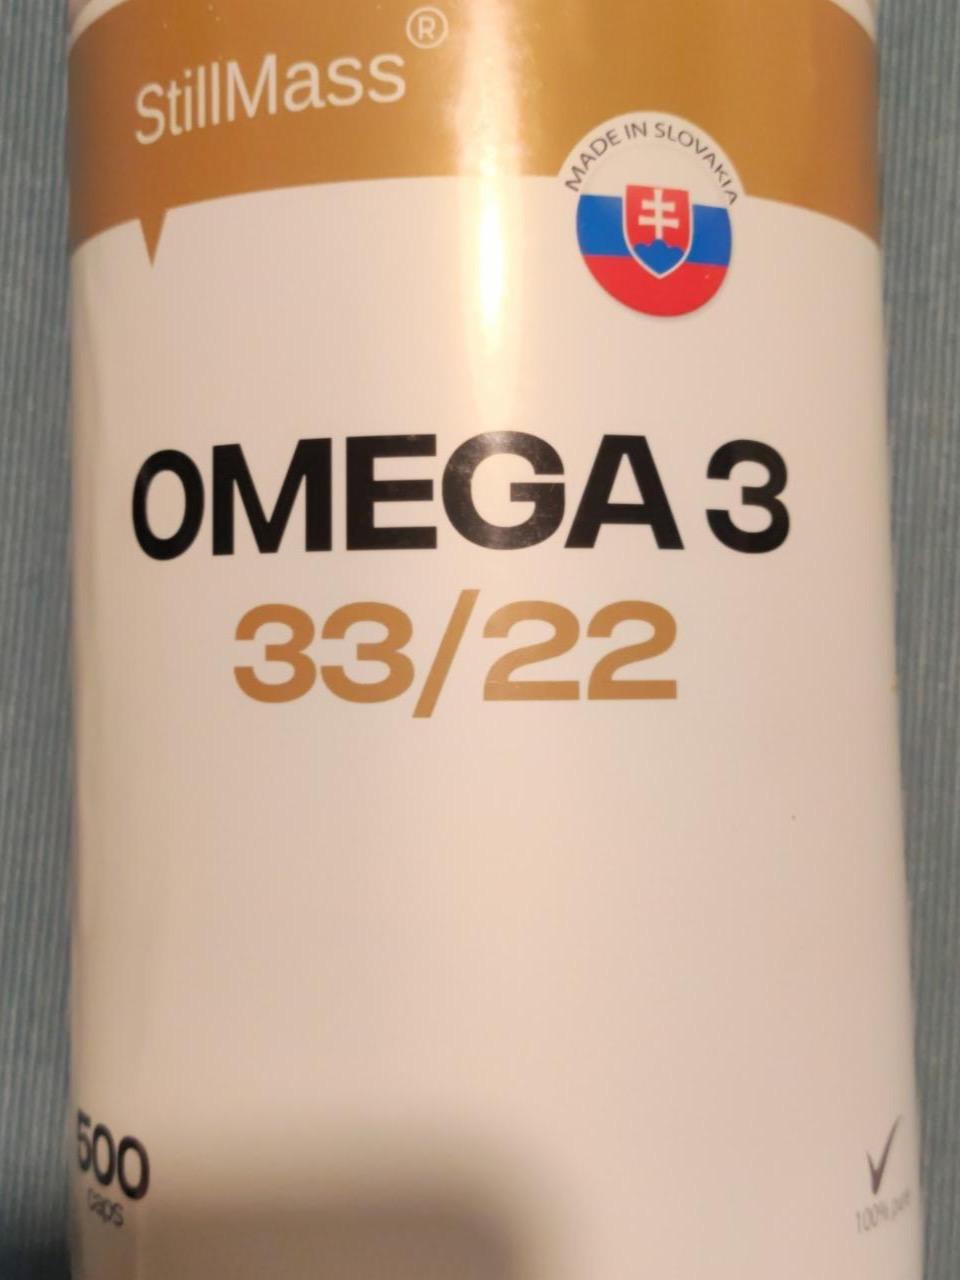 StillMass®
MADE IN SLOVAKIA
OMEGA 3
33/22
500
caps
100% pure